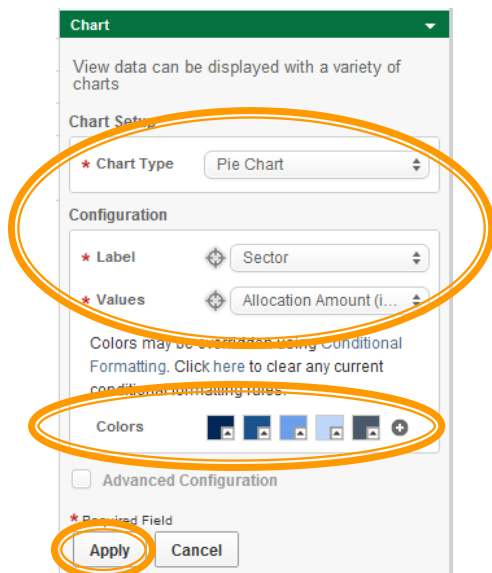 Chart
View data can be displayed with a variety of
charts
Chart Setup
* Chart Type Pie Chart
Configuration
* Label Sector
* Values Allocation Amount (i...
Colors may be overridden using Conditional
Formatting. Click here to clear any current
conditional formatting rules.
Colors
Advanced Configuration
* Required Field
Apply Cancel